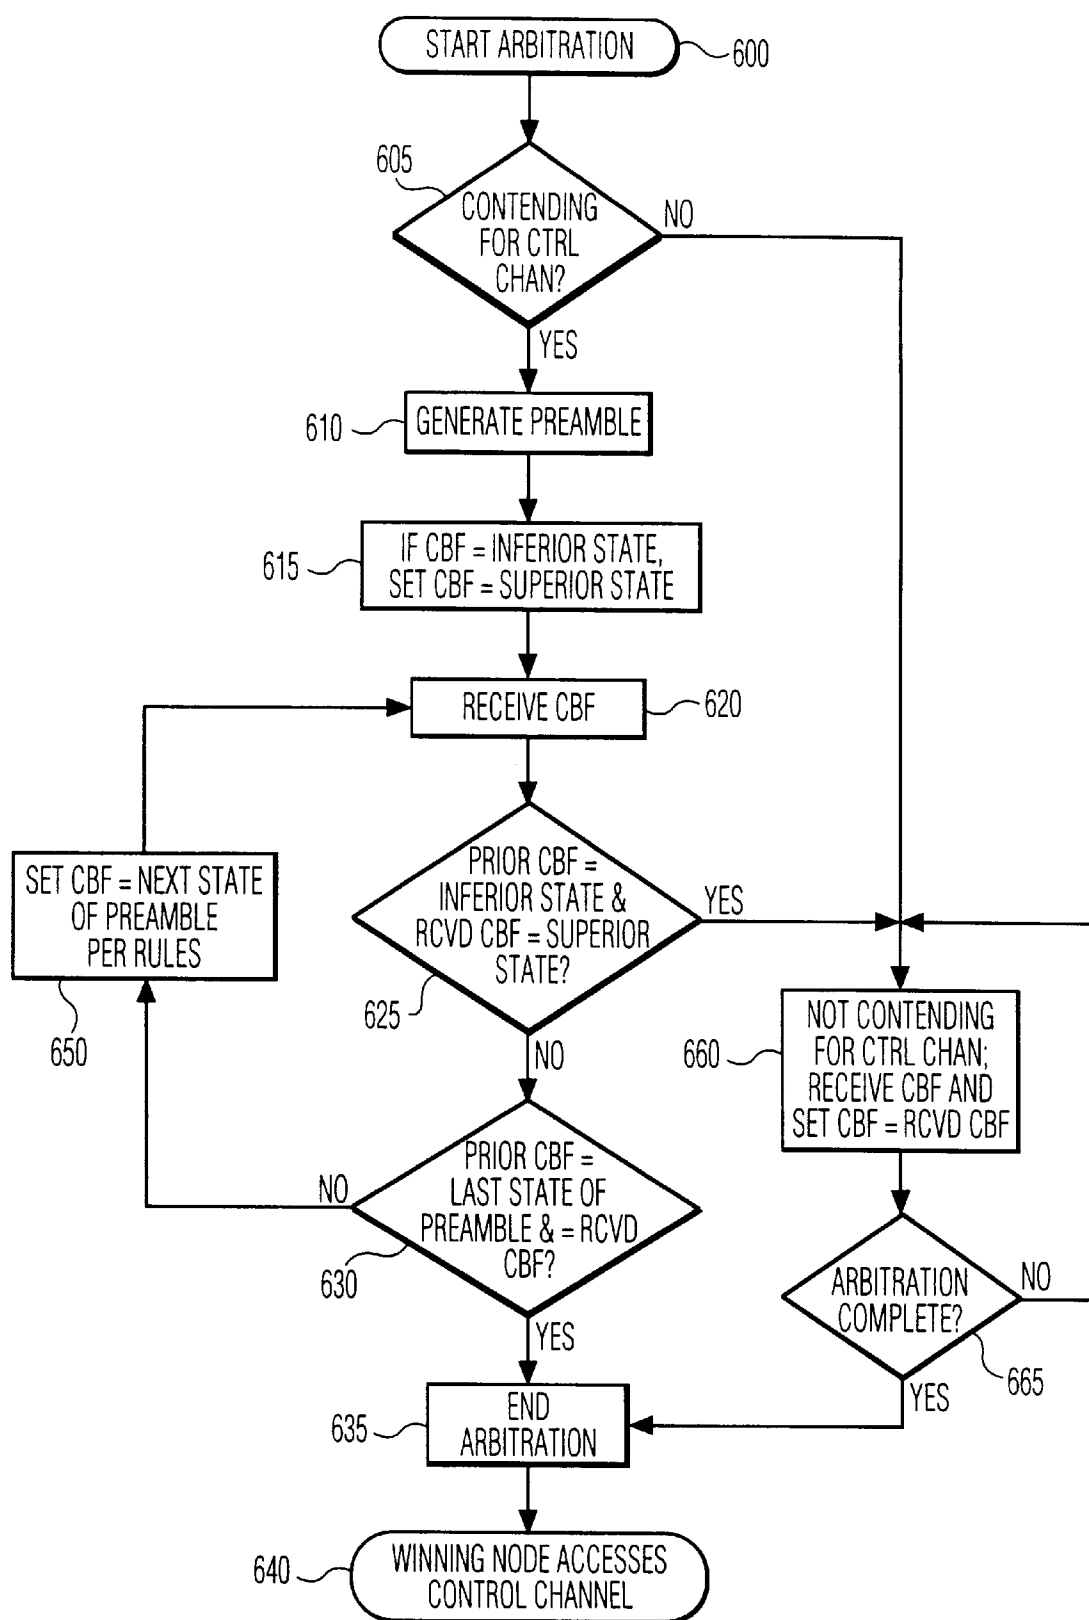 START ARBITRATION
600
605
CONTENDING
FOR CTRL
CHAN?
NO
YES
610
GENERATE PREAMBLE
615
IF CBF = INFERIOR STATE,
SET CBF = SUPERIOR STATE
RECEIVE CBF
620
SET CBF = NEXT STATE
OF PREAMBLE
PER RULES
650
PRIOR CBF =
INFERIOR STATE &
RCVD CBF = SUPERIOR
STATE?
YES
625
NO
660
NOT CONTENDING
FOR CTRL CHAN;
RECEIVE CBF AND
SET CBF = RCVD CBF
NO
PRIOR CBF =
LAST STATE OF
PREAMBLE & = RCVD
CBF?
630
YES
ARBITRATION
COMPLETE?
NO
665
YES
635
END
ARBITRATION
640
WINNING NODE ACCESSES
CONTROL CHANNEL